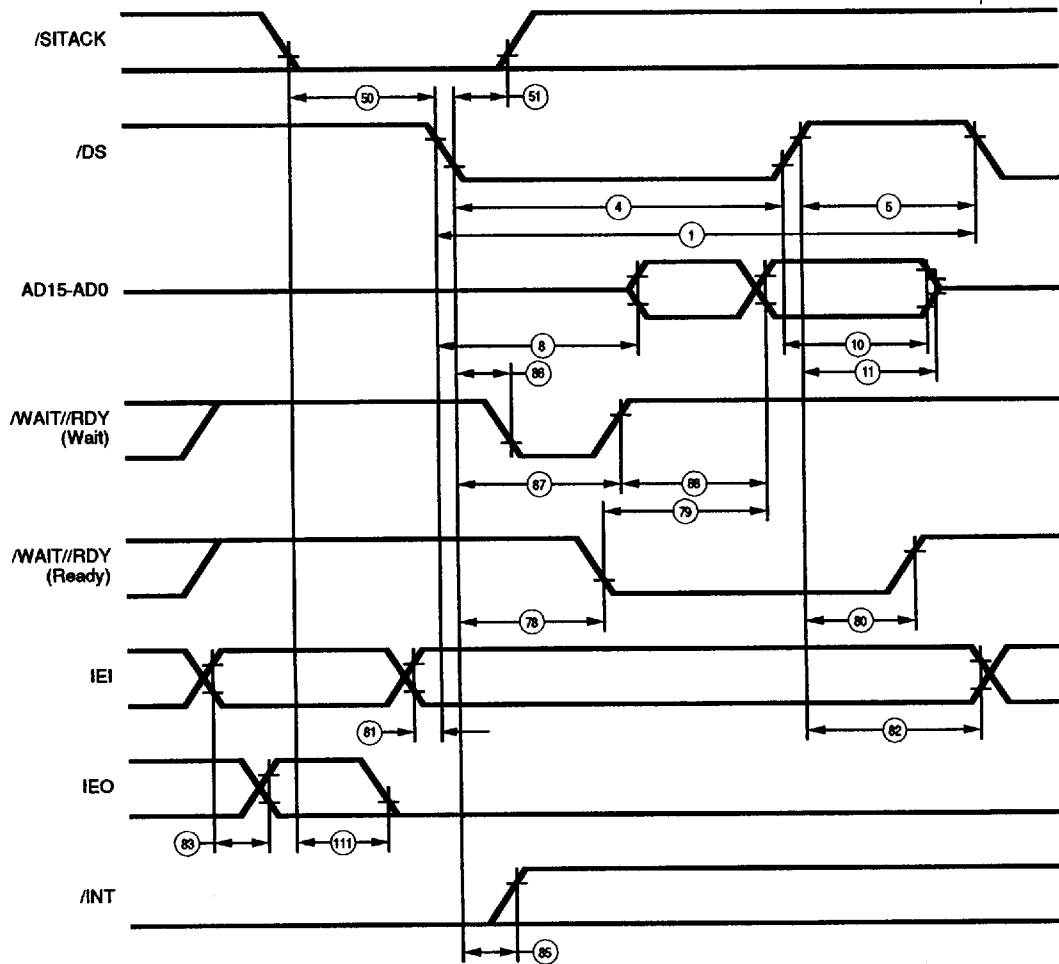 /SITACK
50
51
/DS
4
5
1
AD15-AD0
8
10
86
11
/WAIT//RDY
(Wait)
87
88
79
/WAIT//RDY
(Ready)
78
80
IEI
81
82
IEO
83
111
/INT
85